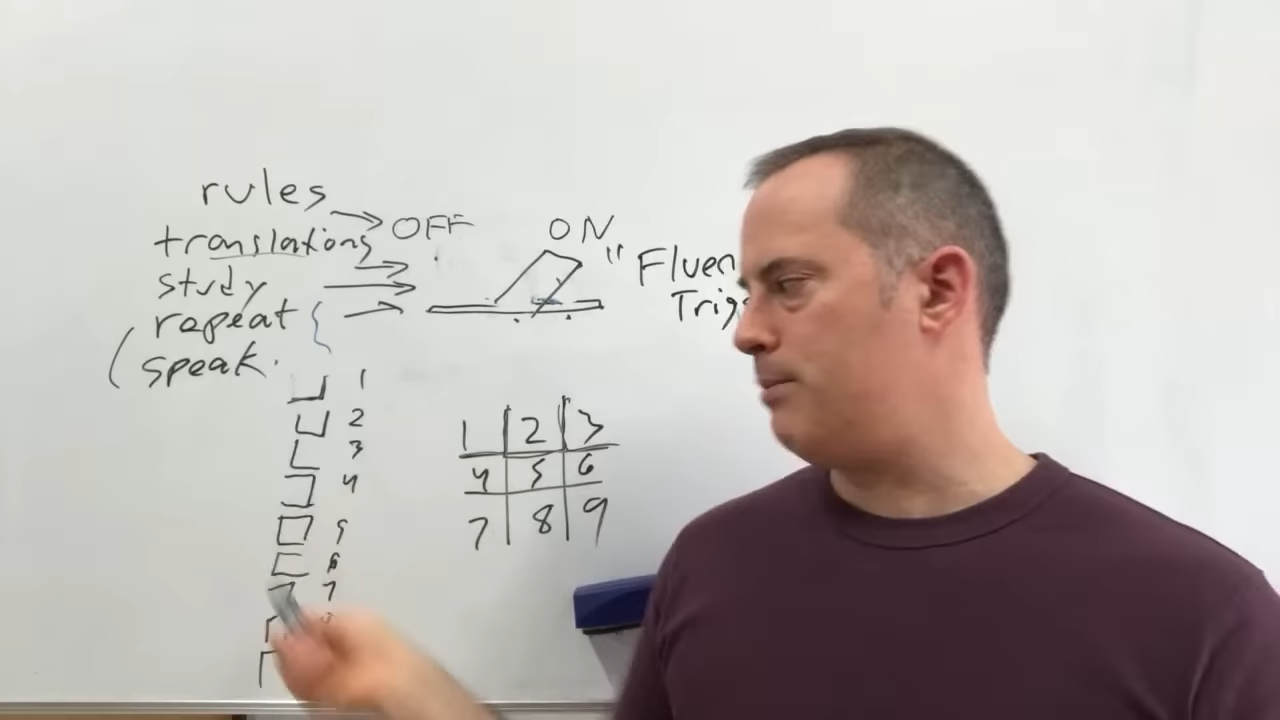 rules
translations
study
repeat
(speak.
OFF
ON
"Fluen
Trig
1
2
3
4
5
6
7
1 2 3
4 5 6
7 8 9